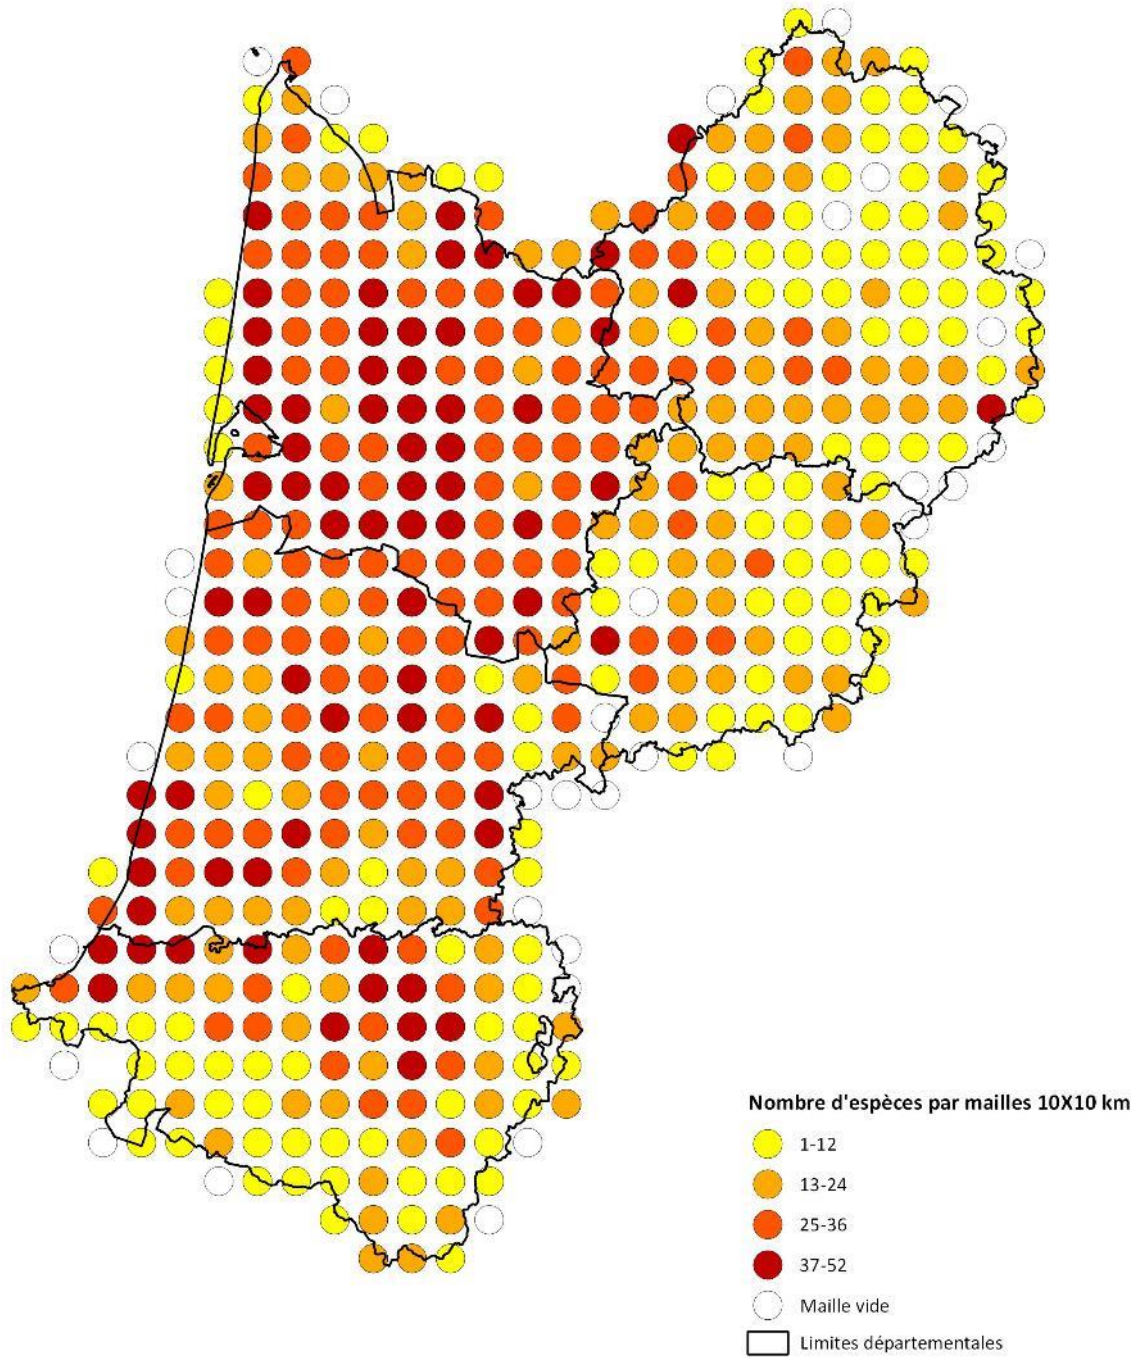 Nombre d'espèces par mailles 10X10 km
1-12
13-24
25-36
37-52
Maille vide
Limites départementales